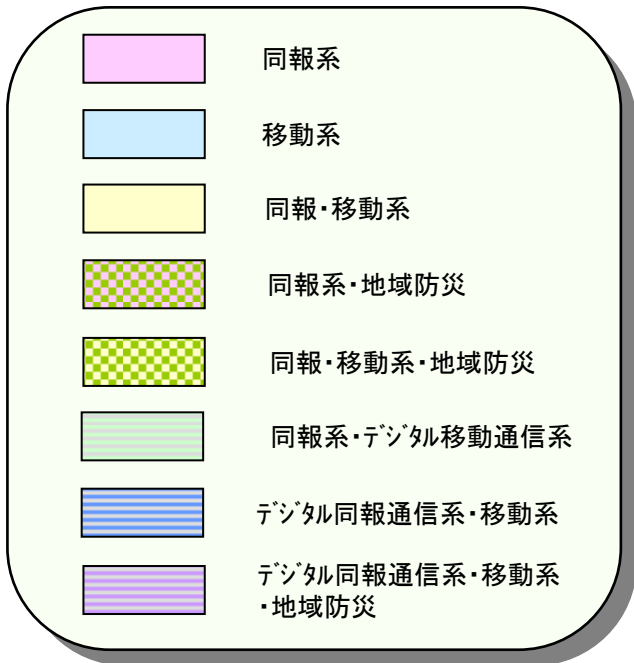 同報系
移動系
同報・移動系
同報系・地域防災
同報・移動系・地域防災
同報系・ﾃﾞｼﾞﾀﾙ移動通信系
ﾃﾞｼﾞﾀﾙ同報通信系・移動系
ﾃﾞｼﾞﾀﾙ同報通信系・移動系
・地域防災